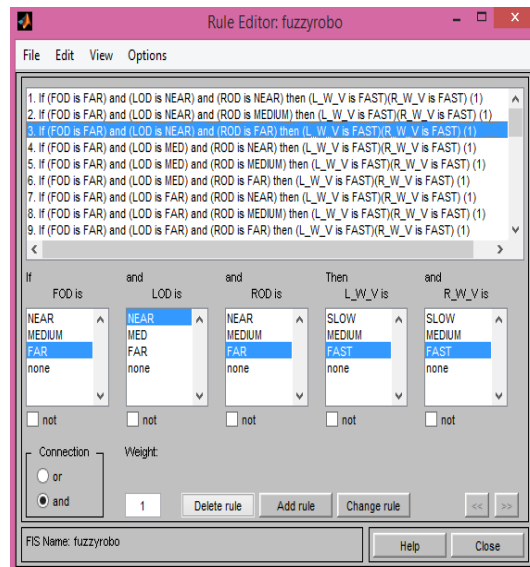 Rule Editor: fuzzyrobo
File Edit View Options
1. If (FOD is FAR) and (LOD is NEAR) and (ROD is NEAR) then (L_W_V is FAST)(R_W_V is FAST) (1)
2. If (FOD is FAR) and (LOD is NEAR) and (ROD is MEDIUM) then (L_W_V is FAST)(R_W_V is FAST) (1)
3. If (FOD is FAR) and (LOD is NEAR) and (ROD is FAR) then (L_W_V is FAST)(R_W_V is FAST) (1)
4. If (FOD is FAR) and (LOD is MED) and (ROD is NEAR) then (L_W_V is FAST)(R_W_V is FAST) (1)
5. If (FOD is FAR) and (LOD is MED) and (ROD is MEDIUM) then (L_W_V is FAST)(R_W_V is FAST) (1)
6. If (FOD is FAR) and (LOD is MED) and (ROD is FAR) then (L_W_V is FAST)(R_W_V is FAST) (1)
7. If (FOD is FAR) and (LOD is FAR) and (ROD is NEAR) then (L_W_V is FAST)(R_W_V is FAST) (1)
8. If (FOD is FAR) and (LOD is FAR) and (ROD is MEDIUM) then (L_W_V is FAST)(R_W_V is FAST) (1)
9. If (FOD is FAR) and (LOD is FAR) and (ROD is FAR) then (L_W_V is FAST)(R_W_V is FAST) (1)
If and and Then and
FOD is LOD is ROD is L_W_V is R_W_V is
NEAR NEAR NEAR SLOW SLOW
MEDIUM MED MEDIUM MEDIUM MEDIUM
FAR FAR FAR FAST FAST
none none none none none
not not not not not
Connection Weight:
or
and 1 Delete rule Add rule Change rule << >>
FIS Name: fuzzyrobo Help Close